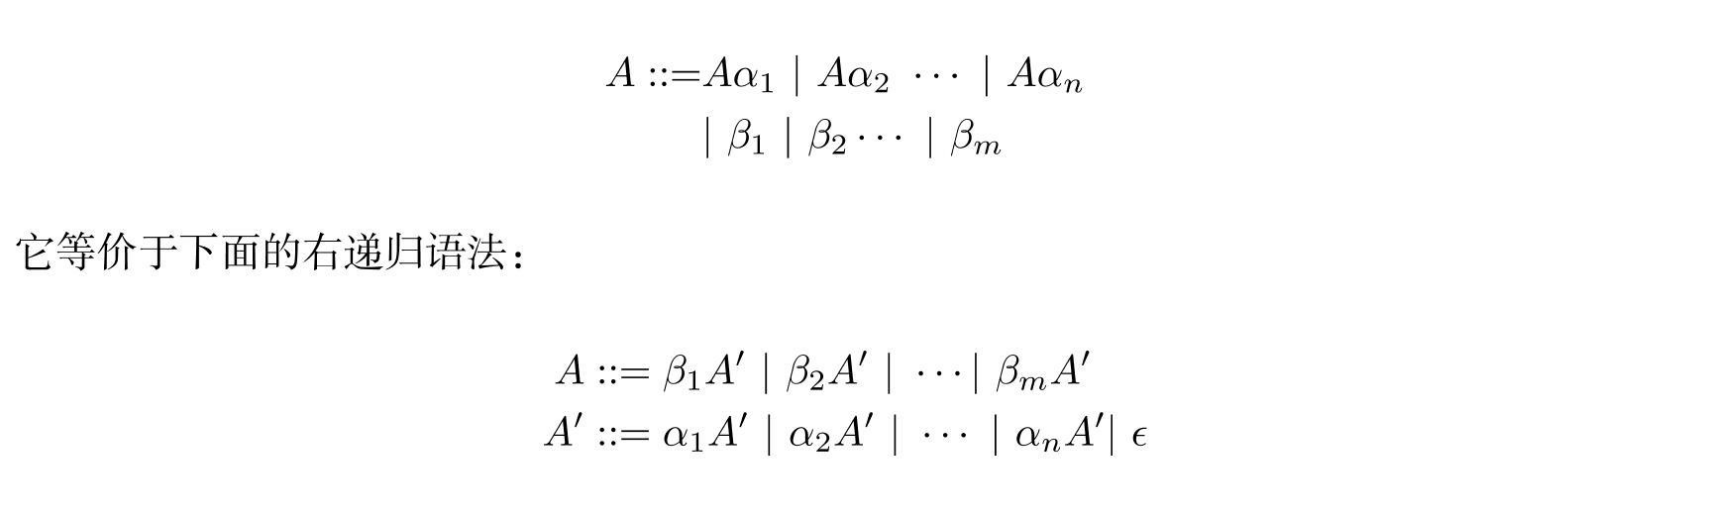 A ::=Aα₁ | Aα₂ ⋯ | Aαₙ
| β₁ | β₂ ⋯ | βₘ
它等价于下面的右递归语法：
A ::= β₁A′ | β₂A′ | ⋯ | βₘA′
A′ ::= α₁A′ | α₂A′ | ⋯ | αₙA′| ϵ